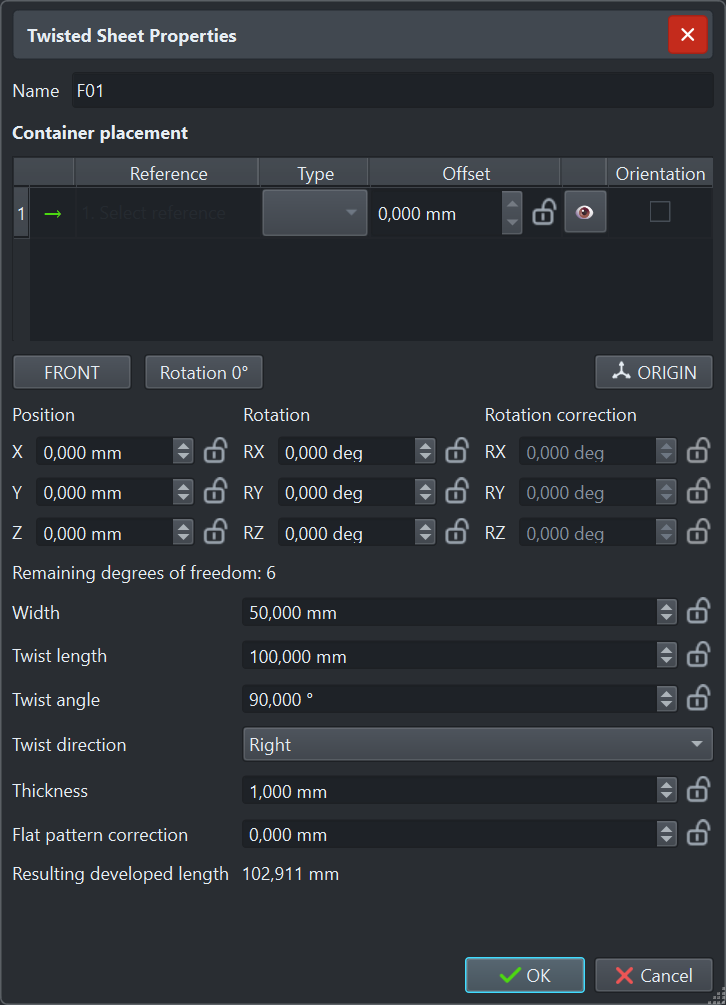 Twisted Sheet Properties
Name F01
Container placement
Reference Type Offset Orientation
1 1. Select reference 0,000 mm
FRONT Rotation 0° ORIGIN
Position Rotation Rotation correction
X 0,000 mm RX 0,000 deg RX 0,000 deg
Y 0,000 mm RY 0,000 deg RY 0,000 deg
Z 0,000 mm RZ 0,000 deg RZ 0,000 deg
Remaining degrees of freedom: 6
Width 50,000 mm
Twist length 100,000 mm
Twist angle 90,000 °
Twist direction Right
Thickness 1,000 mm
Flat pattern correction 0,000 mm
Resulting developed length 102,911 mm
OK Cancel